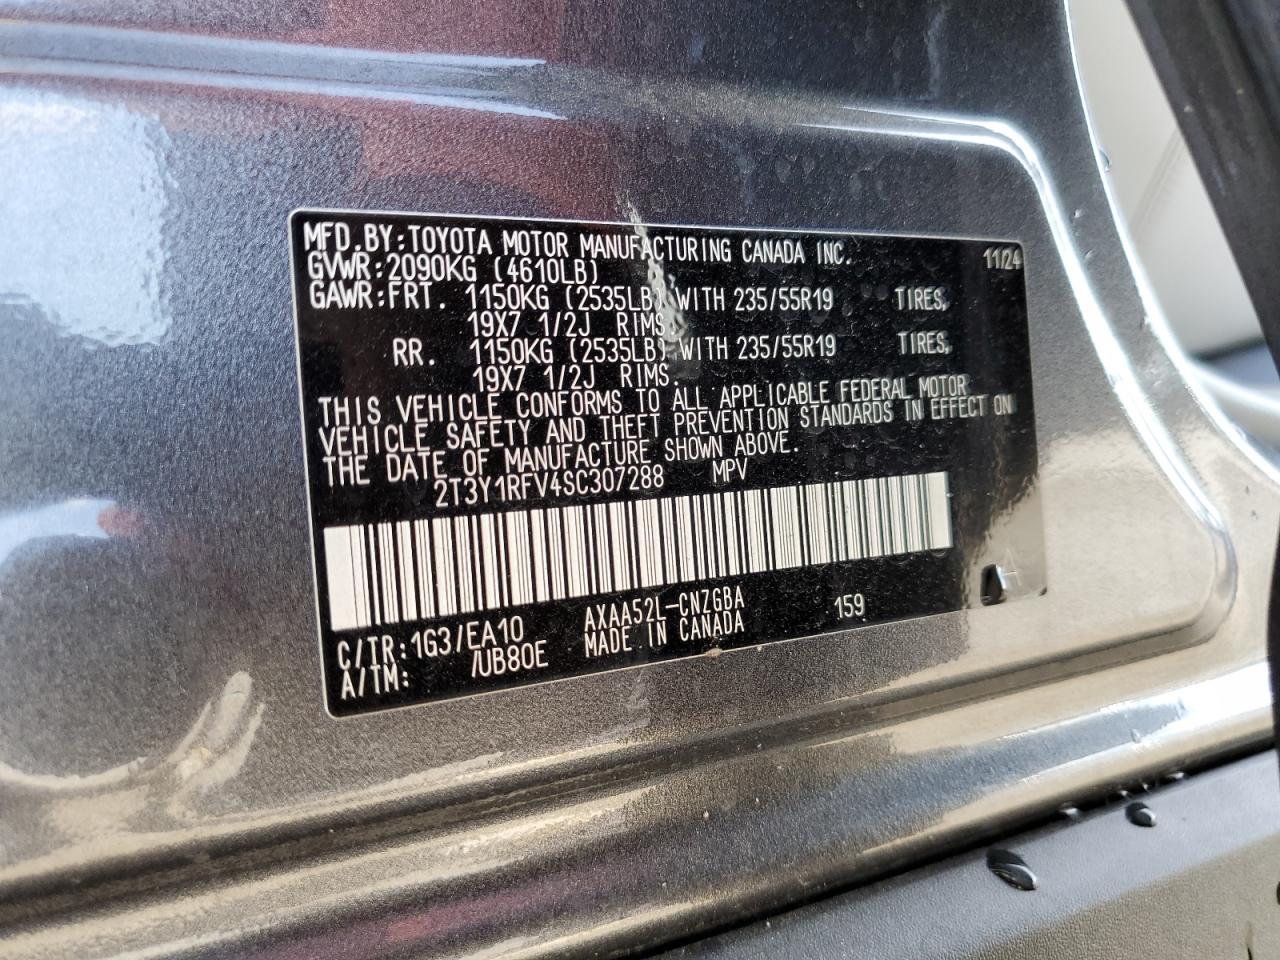 MFD.BY:TOYOTA MOTOR MANUFACTURING CANADA INC. 11/24
GVWR:2090KG (4610LB)
GAWR:FRT. 1150KG (2535LB) WITH 235/55R19 TIRES,
19X7 1/2J RIMS.
RR. 1150KG (2535LB) WITH 235/55R19 TIRES,
19X7 1/2J RIMS.
THIS VEHICLE CONFORMS TO ALL APPLICABLE FEDERAL MOTOR
VEHICLE SAFETY AND THEFT PREVENTION STANDARDS IN EFFECT ON
THE DATE OF MANUFACTURE SHOWN ABOVE.
2T3Y1RFV4SC307288 MPV
C/TR:1G3/EA10 AXAA52L-CNZGBA 159
A/TM: /UB80E MADE IN CANADA